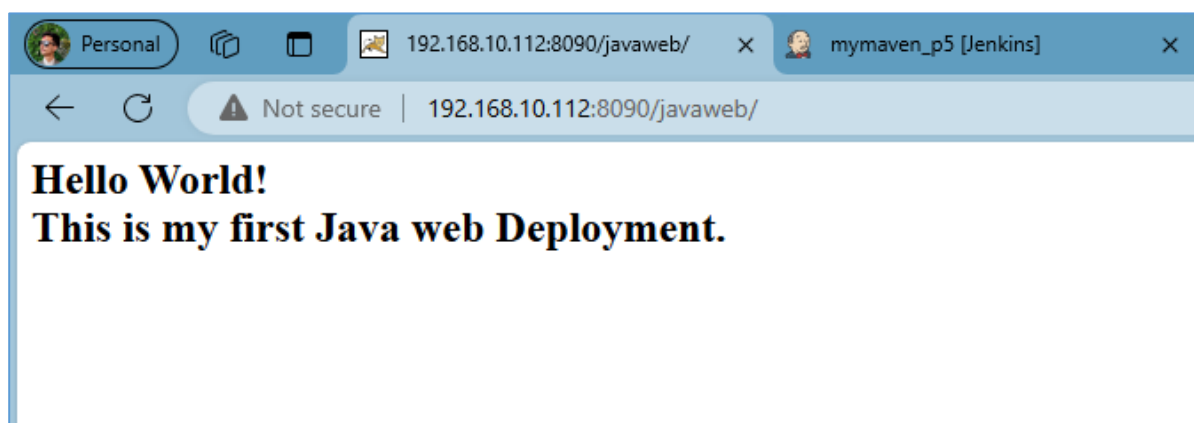 Personal
192.168.10.112:8090/javaweb/
mymaven_p5 [Jenkins]
Not secure
192.168.10.112:8090/javaweb/
Hello World!
This is my first Java web Deployment.